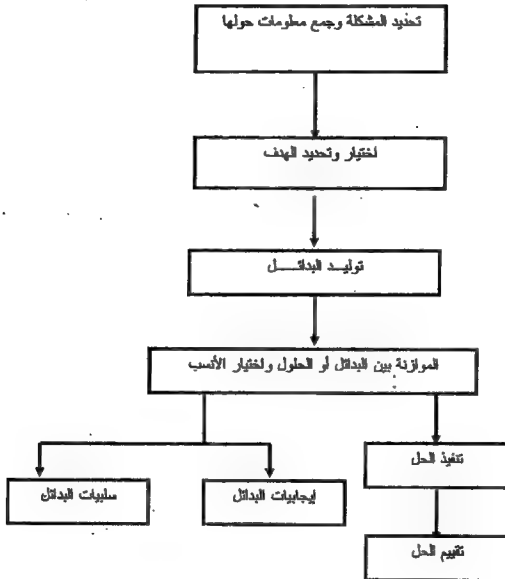 تحديد المشكلة وجمع معلومات حولها
اختيار وتحديد الهدف
توليد البدائل
الموازنة بين البدائل أو الحلول واختيار الأنسب
تنفيذ الحل
إيجابيات البدائل
سلبيات البدائل
تقييم الحل